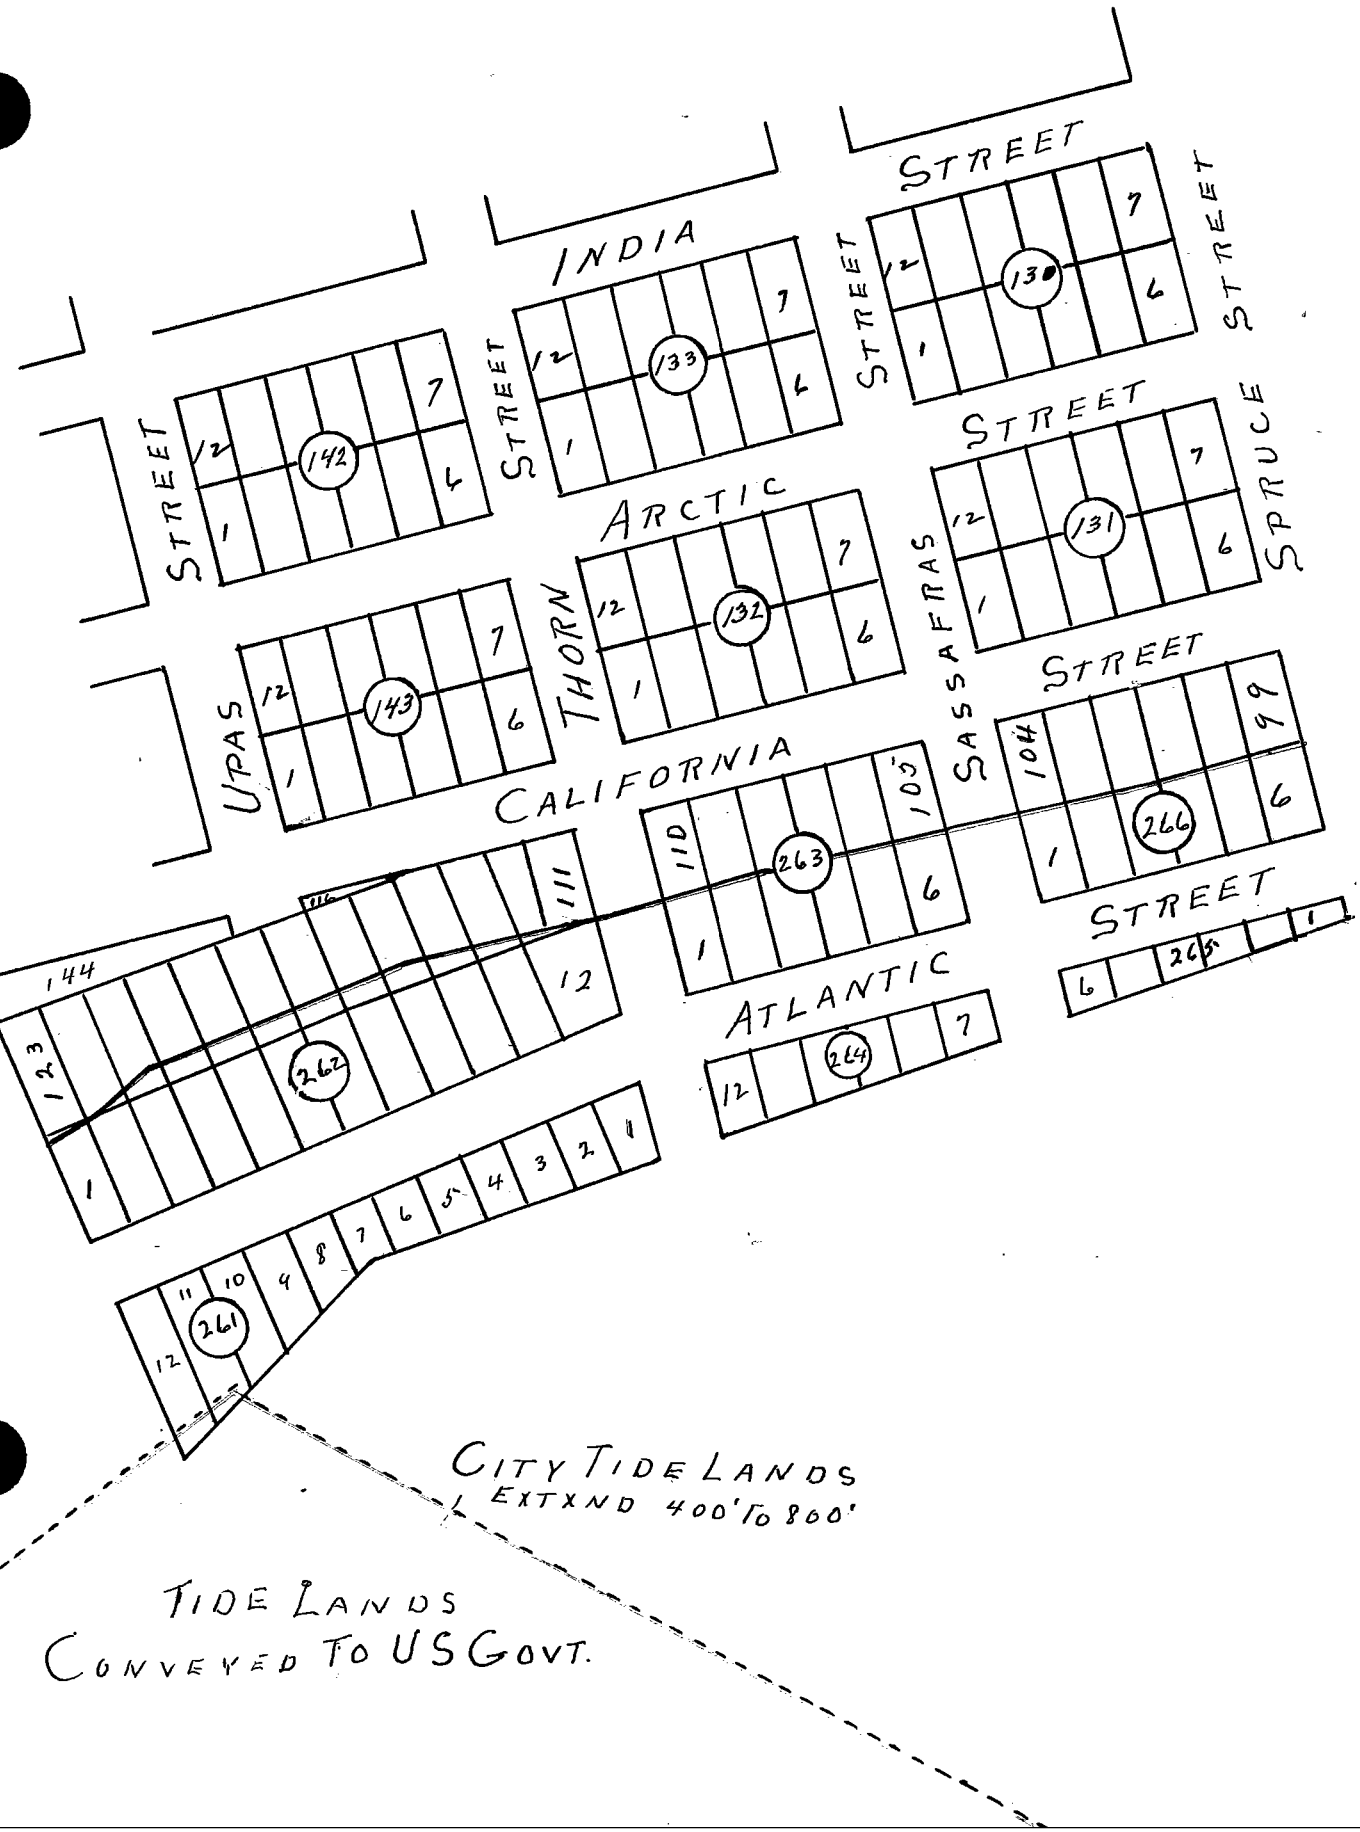 INDIA STREET
STREET
STREET
STREET
STREET
12 7
142
1 6
12 7
133
1 6
12 7
130
1 6
ARCTIC STREET
UPAS
THORN
SASSAFRAS
SPRUCE
12 7
143
1 6
12 7
132
1 6
12 7
131
1 6
CALIFORNIA STREET
144
123 116 111
262
1 12
110 105
263
1 6
104 99
266
1 6
ATLANTIC STREET
12 11 10 9 8 7 6 5 4 3 2 1
261
12 264 7
6 265 1
CITY TIDE LANDS
EXTXND 400' TO 800'
TIDE LANDS
CONVEYED TO US GOVT.